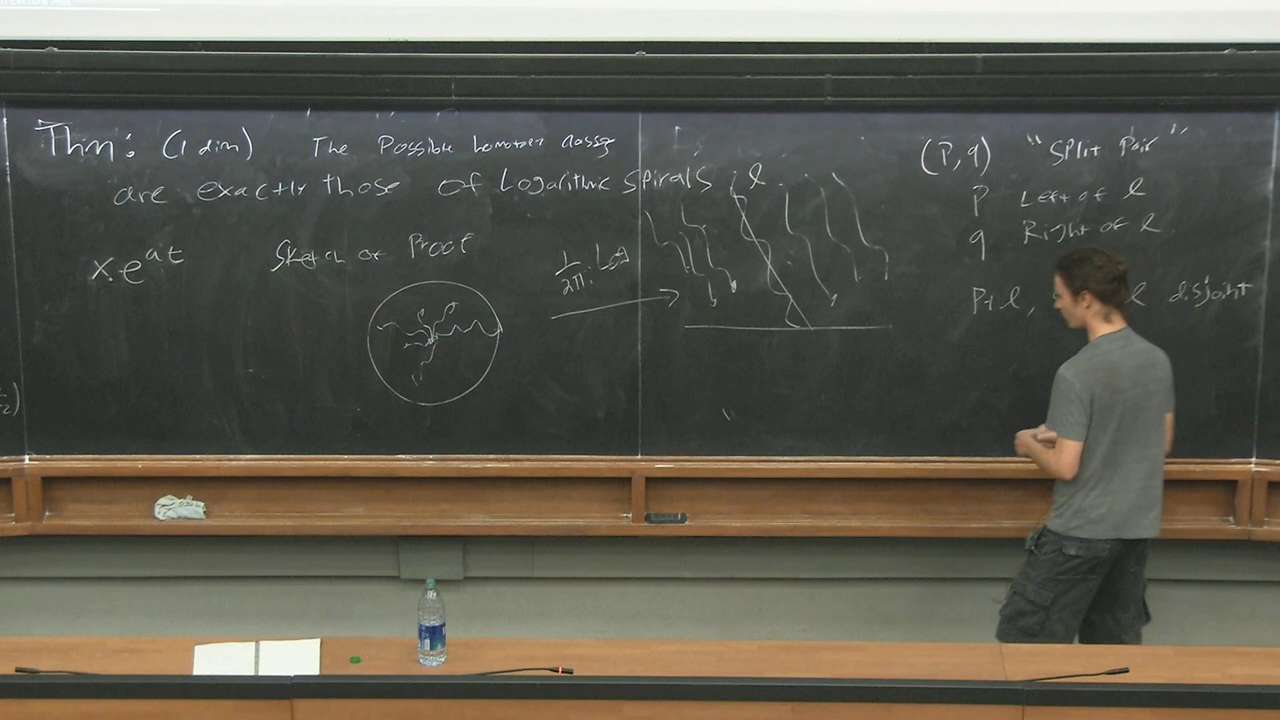 Thm: (1 dim) The Possible homotopy classes
are exactly those of Logarithmic Spirals
x·e^{at}
Sketch of Proof
1/2πi Log
l
(P, q) "Split Pair"
P Left of l
q Right of l
P+l, l disjoint